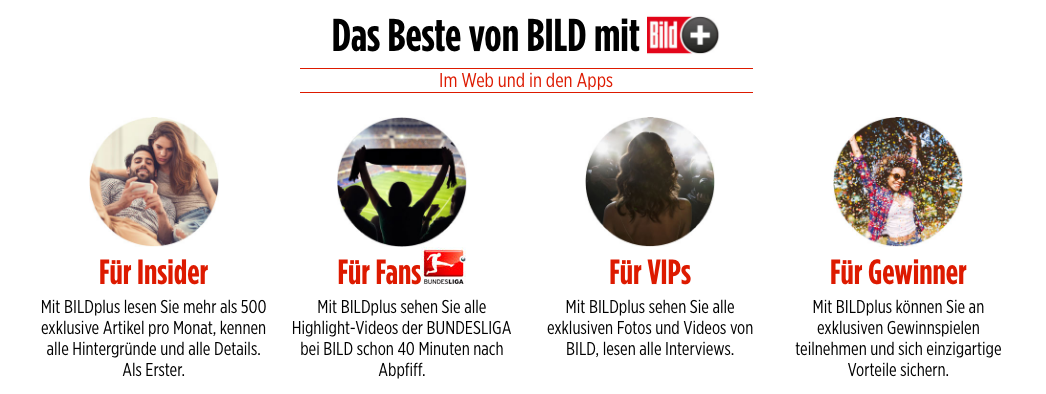 Das Beste von BILD mit Bild +
Im Web und in den Apps
Für Insider
Mit BILDplus lesen Sie mehr als 500
exklusive Artikel pro Monat, kennen
alle Hintergründe und alle Details.
Als Erster.
Für Fans BUNDESLIGA
Mit BILDplus sehen Sie alle
Highlight-Videos der BUNDESLIGA
bei BILD schon 40 Minuten nach
Abpfiff.
Für VIPs
Mit BILDplus sehen Sie alle
exklusiven Fotos und Videos von
BILD, lesen alle Interviews.
Für Gewinner
Mit BILDplus können Sie an
exklusiven Gewinnspielen
teilnehmen und sich einzigartige
Vorteile sichern.